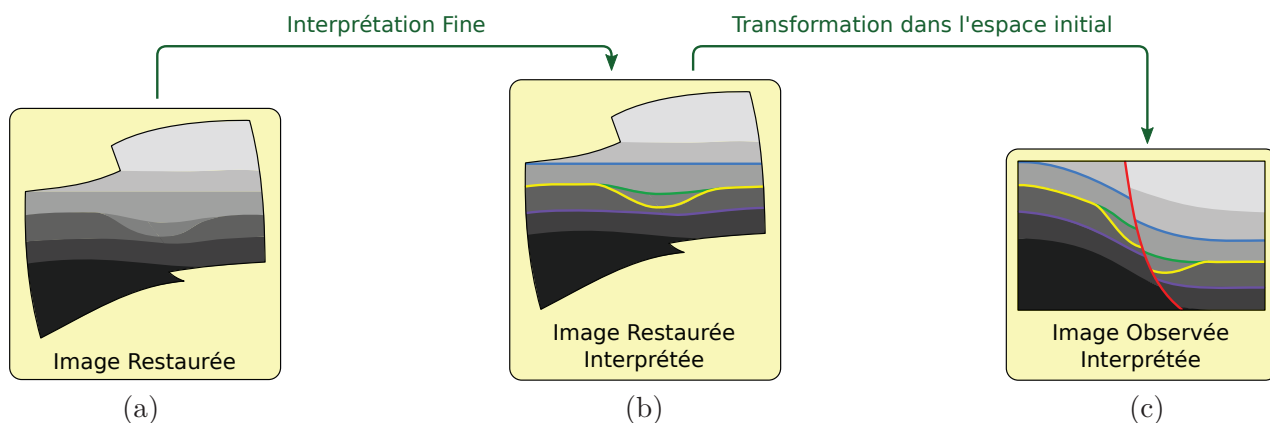 Interprétation Fine
Transformation dans l'espace initial
Image Restaurée
Image Restaurée
Interprétée
Image Observée
Interprétée
(a)
(b)
(c)